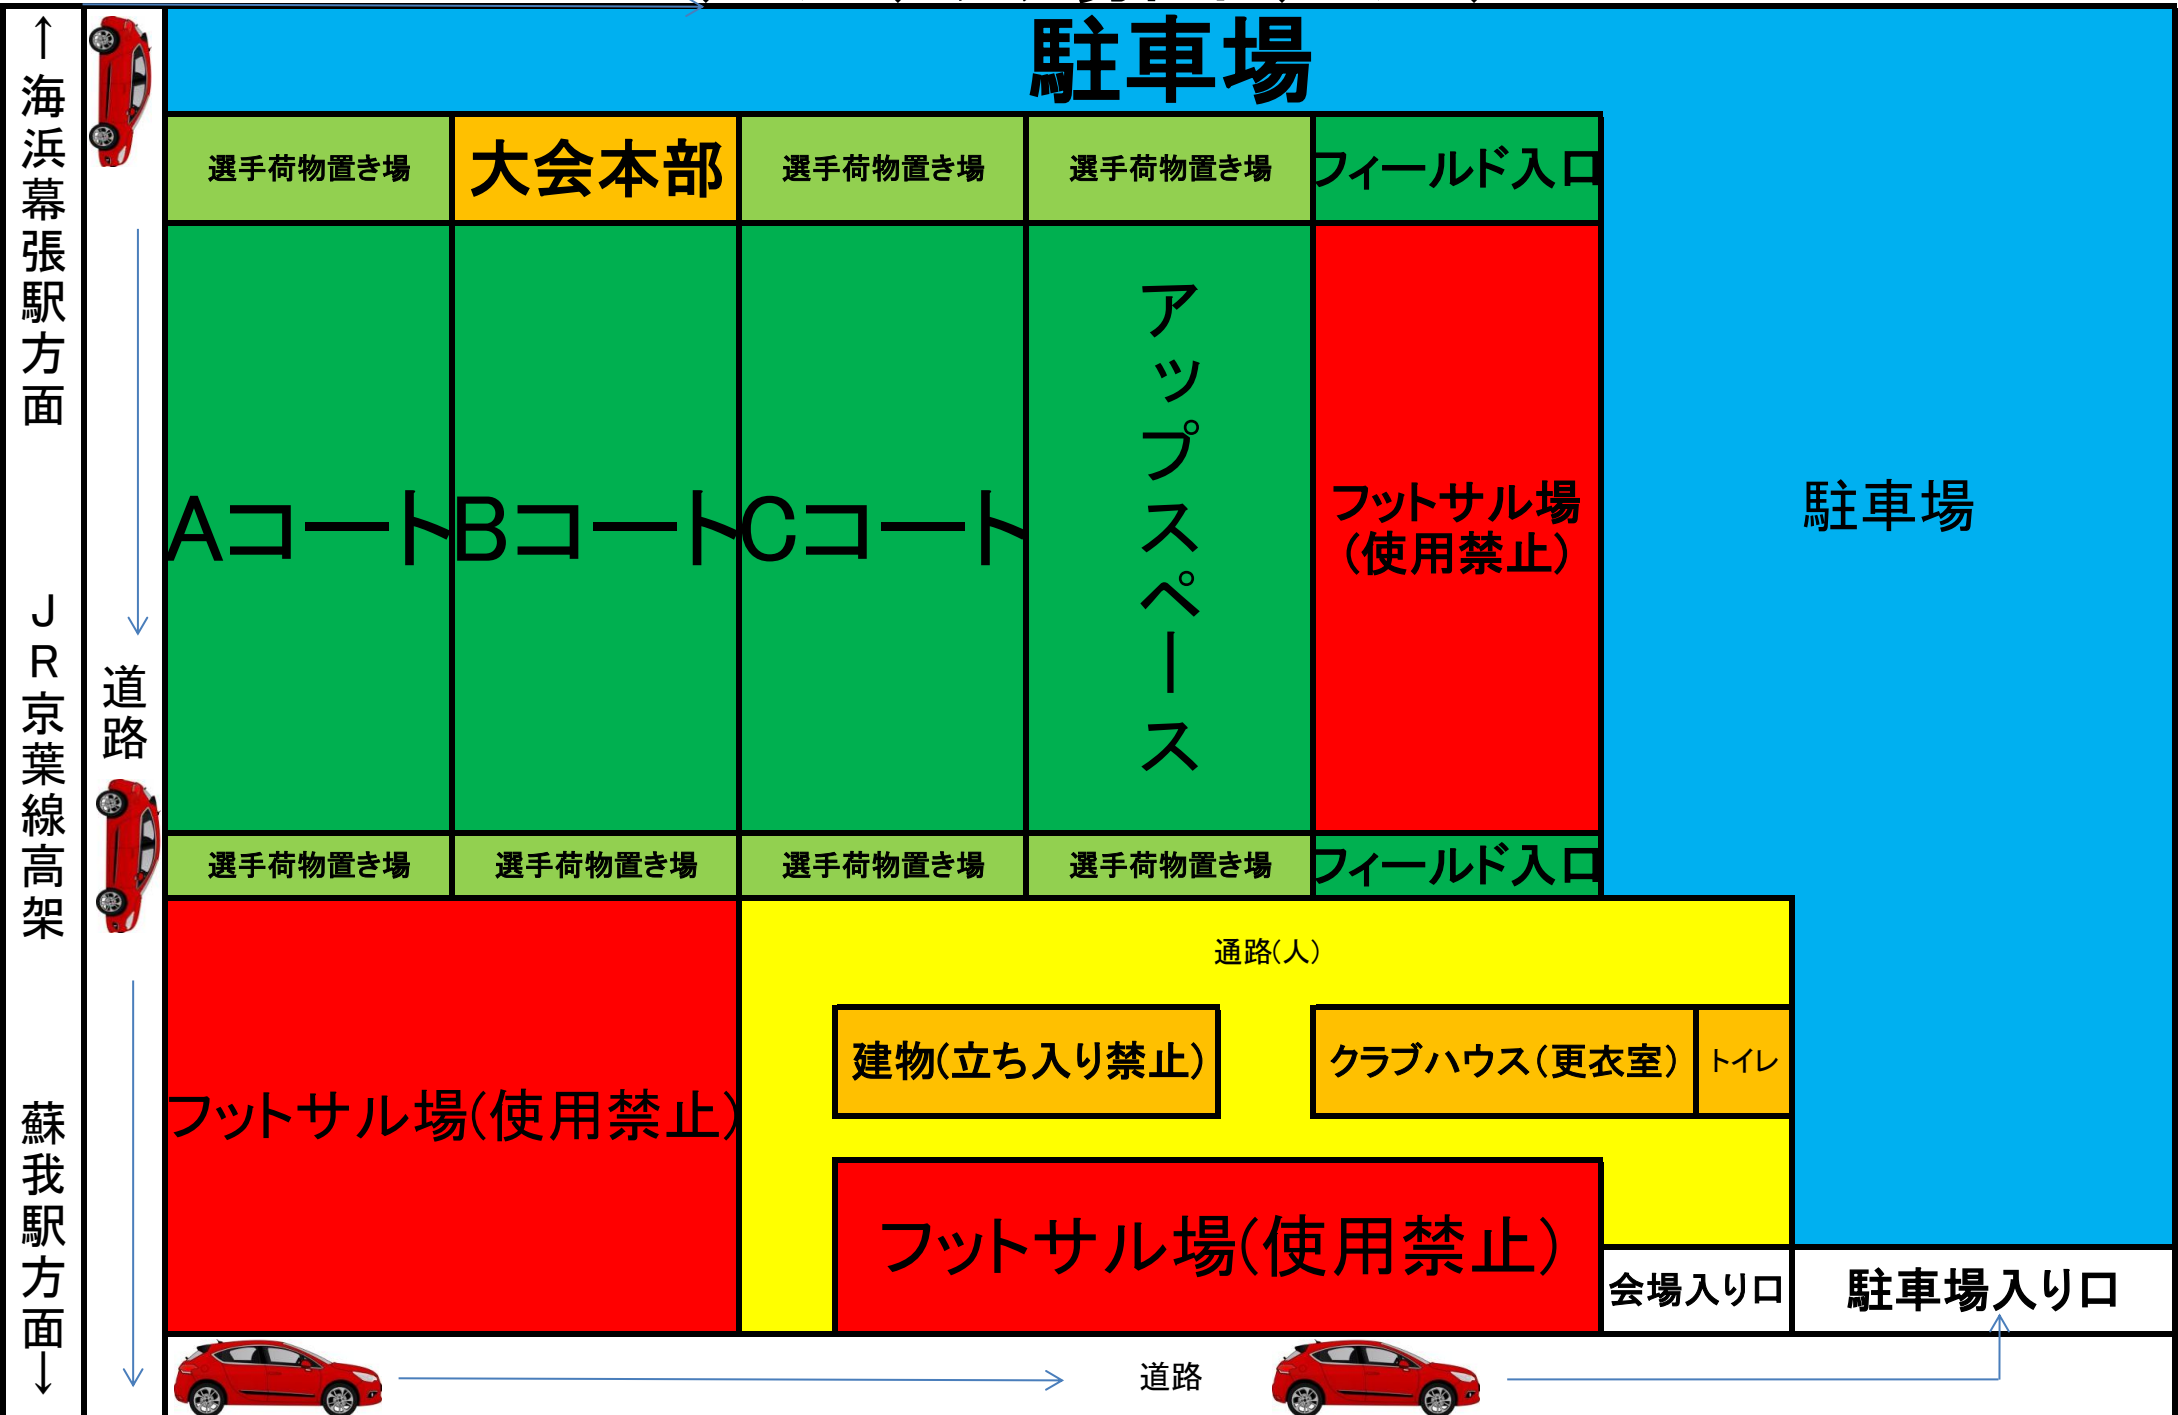 駐車場
↑海浜幕張駅方面
JR京葉線高架
蘇我駅方面↓
道路
選手荷物置き場
大会本部
選手荷物置き場
選手荷物置き場
フィールド入口
Aコート
Bコート
Cコート
アップスペース
フットサル場
(使用禁止)
駐車場
選手荷物置き場
選手荷物置き場
選手荷物置き場
選手荷物置き場
フィールド入口
通路(人)
建物(立ち入り禁止)
クラブハウス(更衣室)
トイレ
フットサル場(使用禁止)
フットサル場(使用禁止)
会場入り口
駐車場入り口
道路